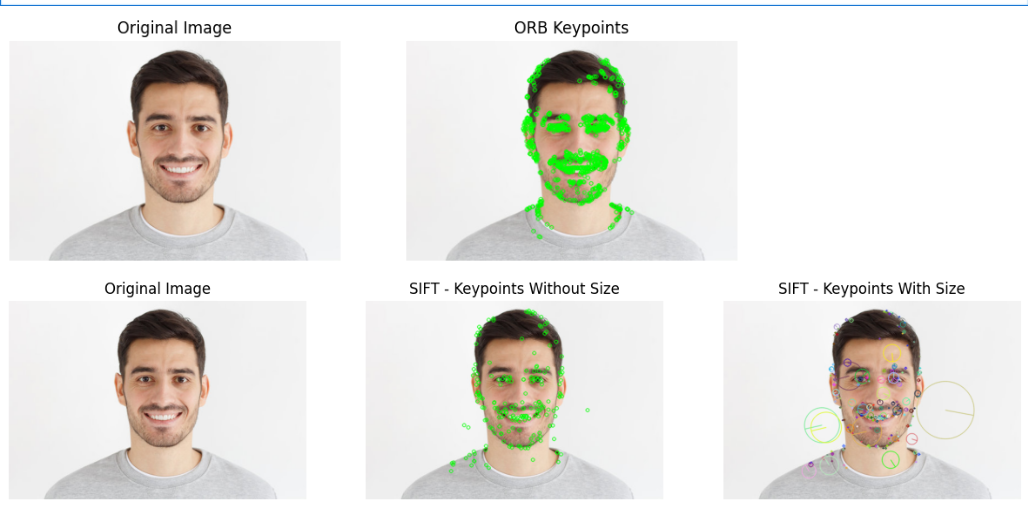 Original Image
ORB Keypoints
Original Image
SIFT - Keypoints Without Size
SIFT - Keypoints With Size